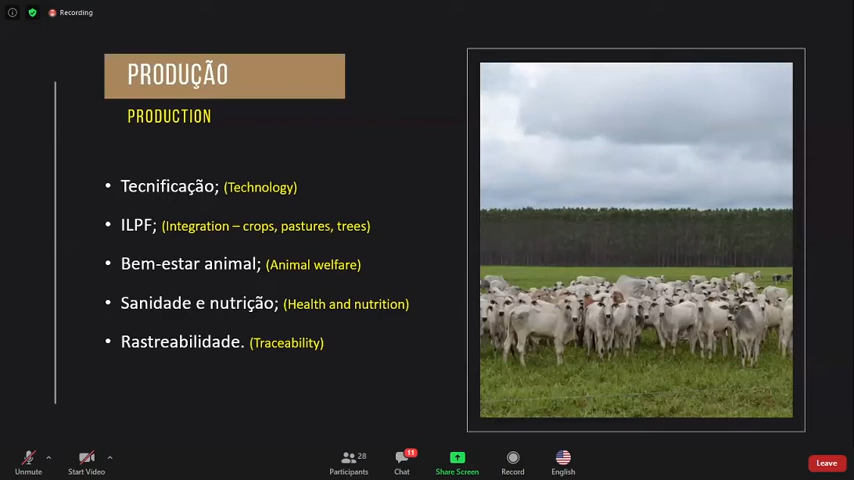 Recording
PRODUÇÃO
PRODUCTION
• Tecnificação; (Technology)
• ILPF; (Integration – crops, pastures, trees)
• Bem-estar animal; (Animal welfare)
• Sanidade e nutrição; (Health and nutrition)
• Rastreabilidade. (Traceability)
Unmute
Start Video
28
Participants
11
Chat
Share Screen
Record
English
Leave